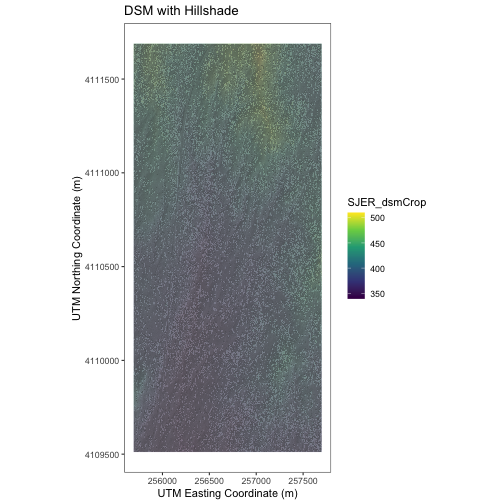 DSM with Hillshade
UTM Northing Coordinate (m)
4111500
4111000
4110500
4110000
4109500
256000 256500 257000 257500
UTM Easting Coordinate (m)
SJER_dsmCrop
500
450
400
350